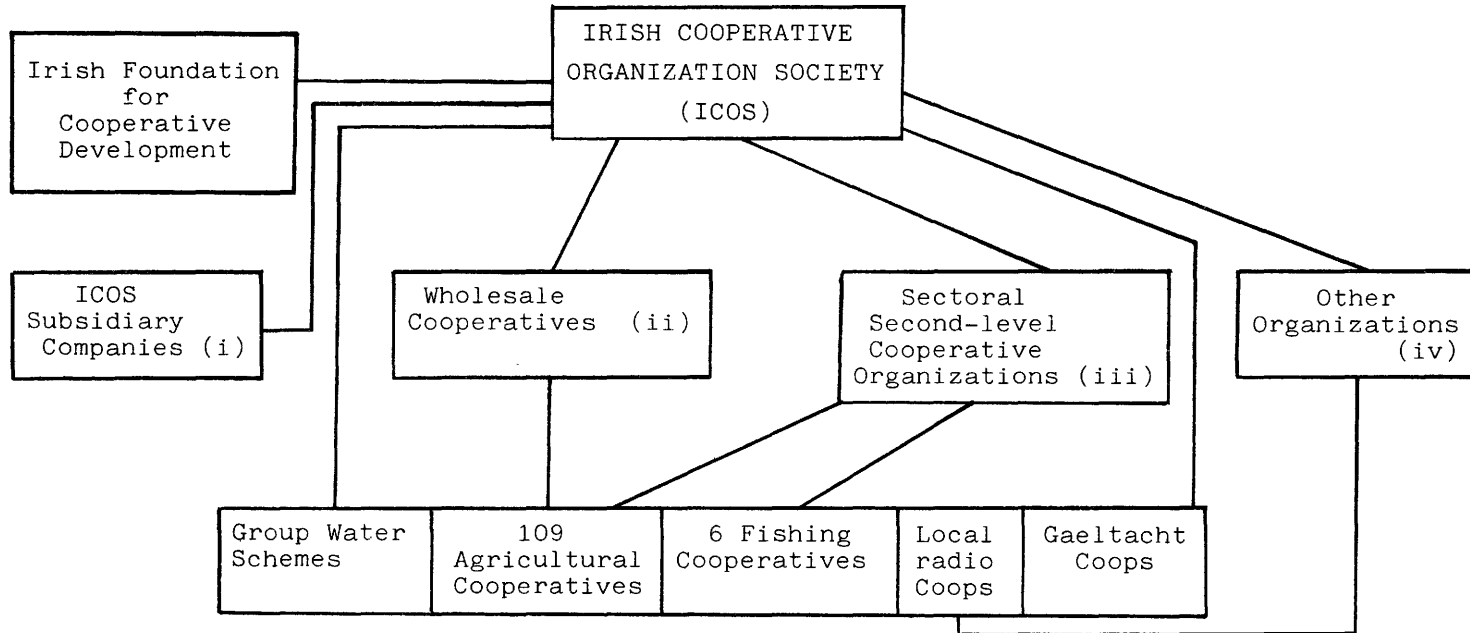 IRISH COOPERATIVE
ORGANIZATION SOCIETY
(ICOS)
Irish Foundation
for
Cooperative
Development
ICOS
Subsidiary
Companies (i)
Wholesale
Cooperatives (ii)
Sectoral
Second-level
Cooperative
Organizations (iii)
Other
Organizations
(iv)
Group Water
Schemes
109
Agricultural
Cooperatives
6 Fishing
Cooperatives
Local
radio
Coops
Gaeltacht
Coops